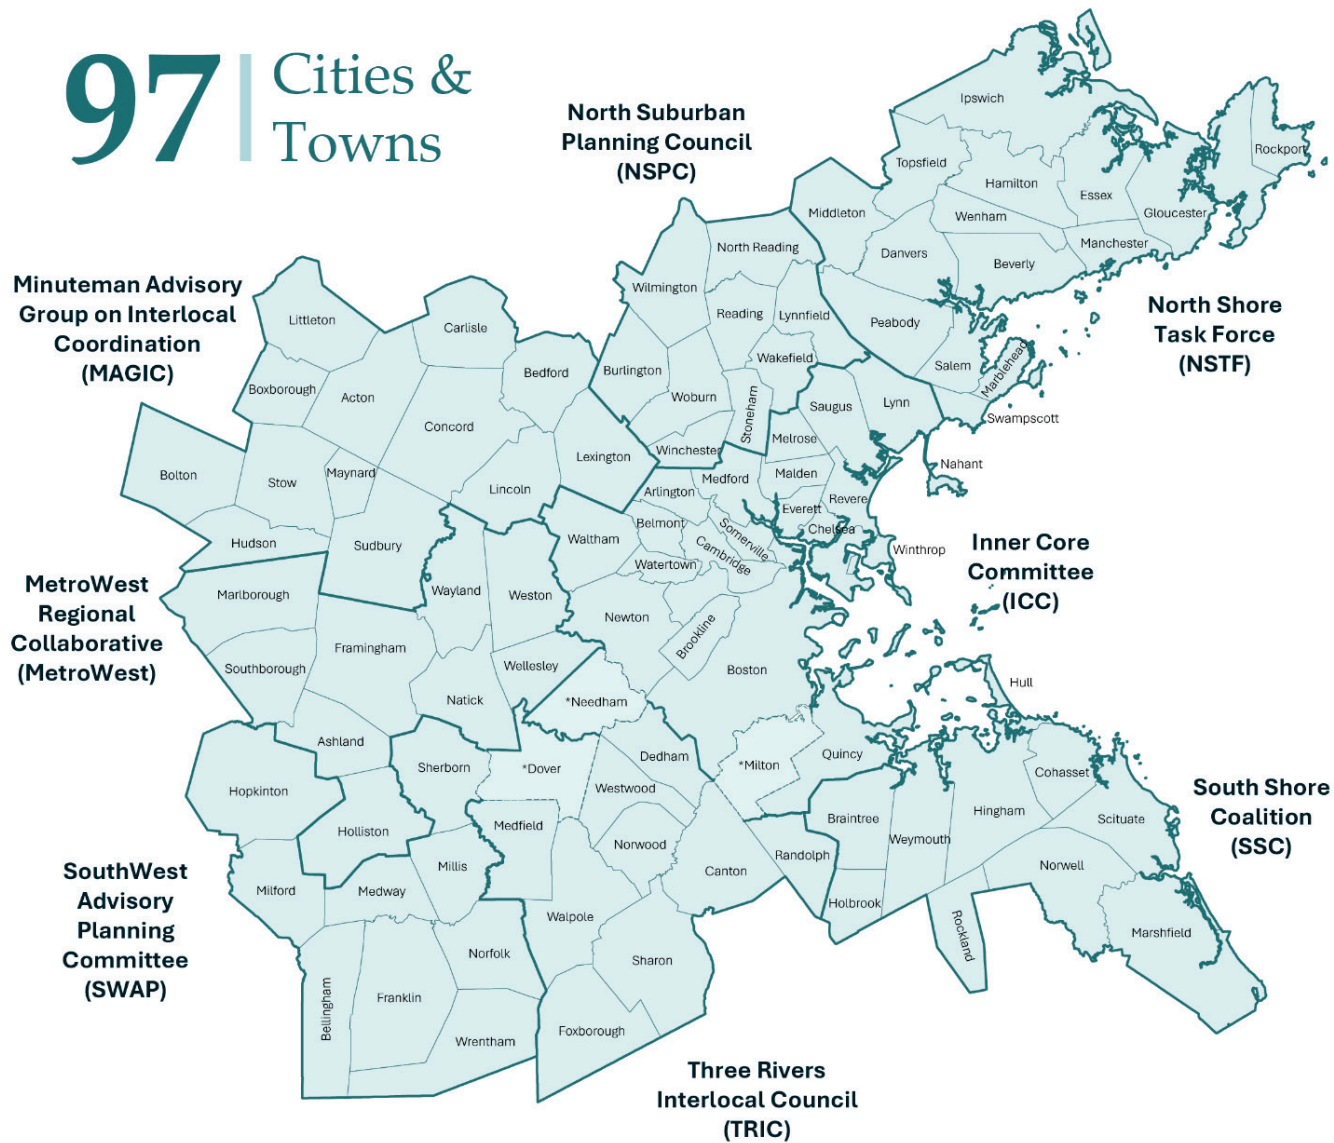 97
Cities &
Towns
North Suburban
Planning Council
(NSPC)
Minuteman Advisory
Group on Interlocal
Coordination
(MAGIC)
North Shore
Task Force
(NSTF)
MetroWest
Regional
Collaborative
(MetroWest)
Inner Core
Committee
(ICC)
SouthWest
Advisory
Planning
Committee
(SWAP)
South Shore
Coalition
(SSC)
Three Rivers
Interlocal Council
(TRIC)
Ipswich
Rockport
Topsfield
Hamilton
Essex
Middleton
Wenham
Gloucester
North Reading
Danvers
Manchester
Beverly
Wilmington
Reading
Lynnfield
Peabody
Littleton
Carlisle
Wakefield
Salem
Marblehead
Bedford
Burlington
Boxborough
Acton
Woburn
Stoneham
Saugus
Lynn
Swampscott
Concord
Melrose
Winchester
Lexington
Nahant
Bolton
Stow
Maynard
Lincoln
Arlington
Medford
Malden
Revere
Everett
Hudson
Sudbury
Waltham
Belmont
Somerville
Chelsea
Cambridge
Winthrop
Watertown
Marlborough
Wayland
Weston
Newton
Brookline
Framingham
Southborough
Wellesley
Boston
Natick
*Needham
Hull
Ashland
Sherborn
*Dover
Dedham
*Milton
Quincy
Cohasset
Hopkinton
Westwood
Holliston
Medfield
Norwood
Braintree
Weymouth
Hingham
Scituate
Milford
Medway
Millis
Canton
Randolph
Norwell
Holbrook
Walpole
Rockland
Marshfield
Norfolk
Sharon
Bellingham
Franklin
Foxborough
Wrentham